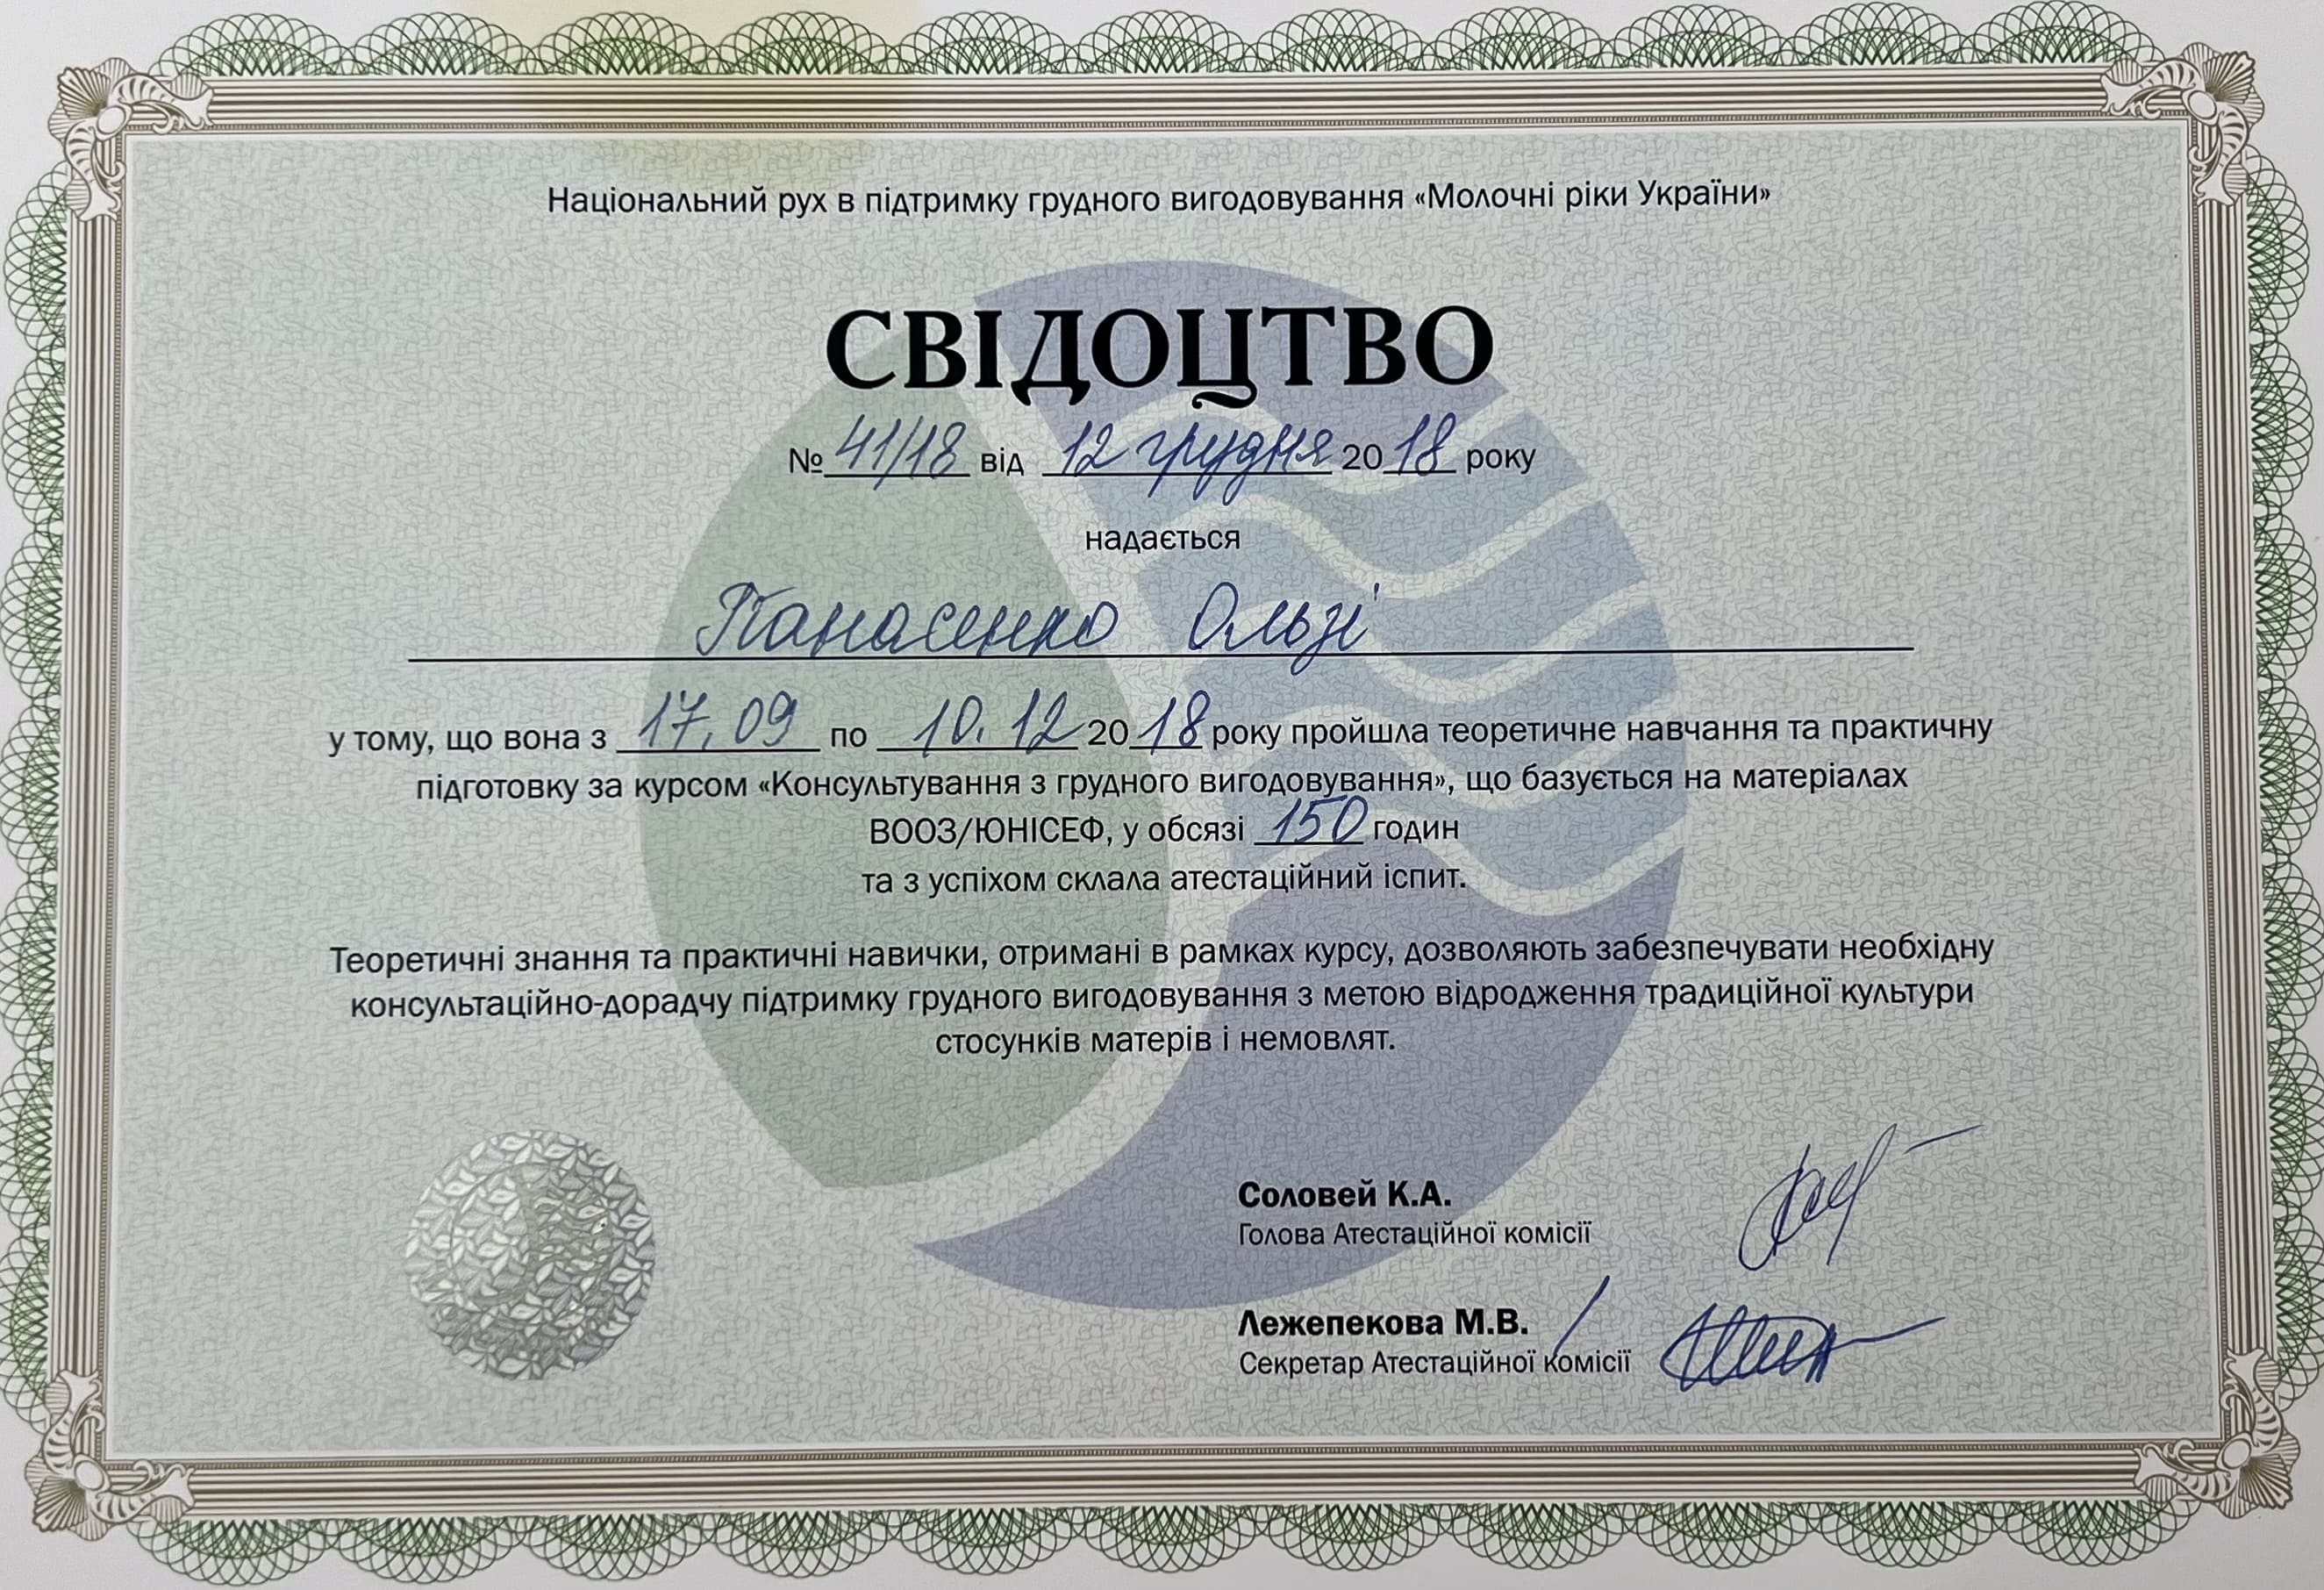 Національний рух в підтримку грудного вигодовування «Молочні ріки України»
СВІДОЦТВО
№ 41/18 від 12 грудня 2018 року
надається
Панасенко Ользі
у тому, що вона з 17.09 по 10.12 2018 року пройшла теоретичне навчання та практичну
підготовку за курсом «Консультування з грудного вигодовування», що базується на матеріалах
ВООЗ/ЮНІСЕФ, у обсязі 150 годин
та з успіхом склала атестаційний іспит.
Теоретичні знання та практичні навички, отримані в рамках курсу, дозволяють забезпечувати необхідну
консультаційно-дорадчу підтримку грудного вигодовування з метою відродження традиційної культури
стосунків матерів і немовлят.
Соловей К.А.
Голова Атестаційної комісії
Лежепекова М.В.
Секретар Атестаційної комісії